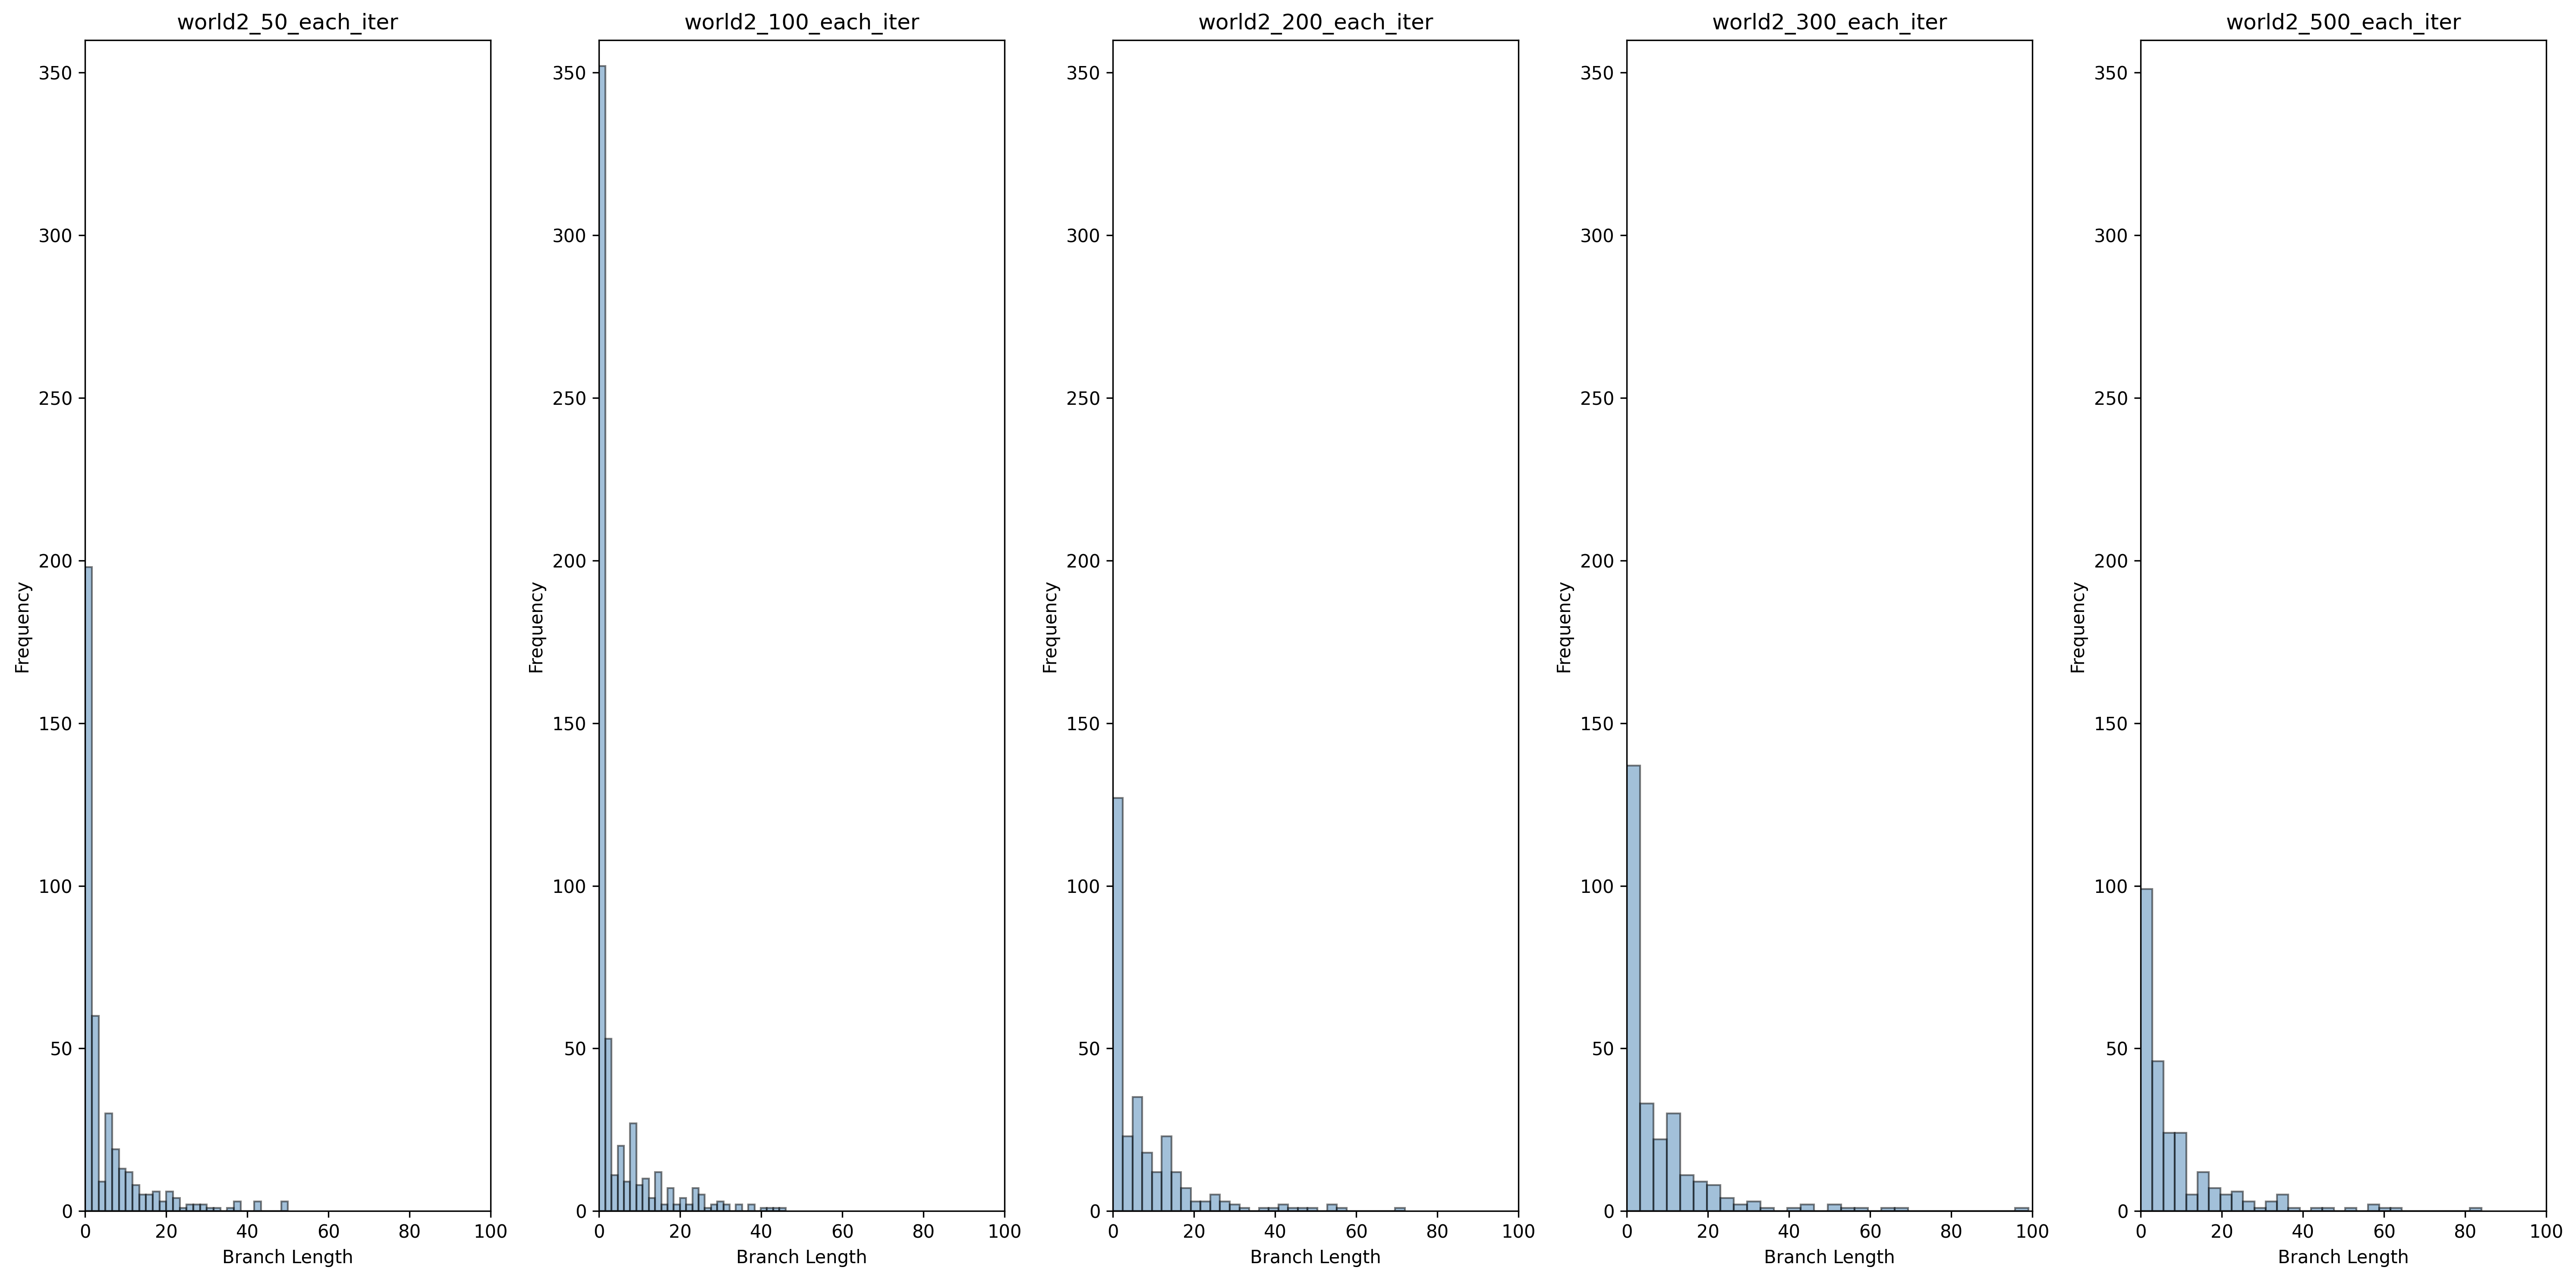 world2_50_each_iter
350
300
250
200
150
100
50
0
Frequency
0 20 40 60 80 100
Branch Length
world2_100_each_iter
350
300
250
200
150
100
50
0
Frequency
0 20 40 60 80 100
Branch Length
world2_200_each_iter
350
300
250
200
150
100
50
0
Frequency
0 20 40 60 80 100
Branch Length
world2_300_each_iter
350
300
250
200
150
100
50
0
Frequency
0 20 40 60 80 100
Branch Length
world2_500_each_iter
350
300
250
200
150
100
50
0
Frequency
0 20 40 60 80 100
Branch Length